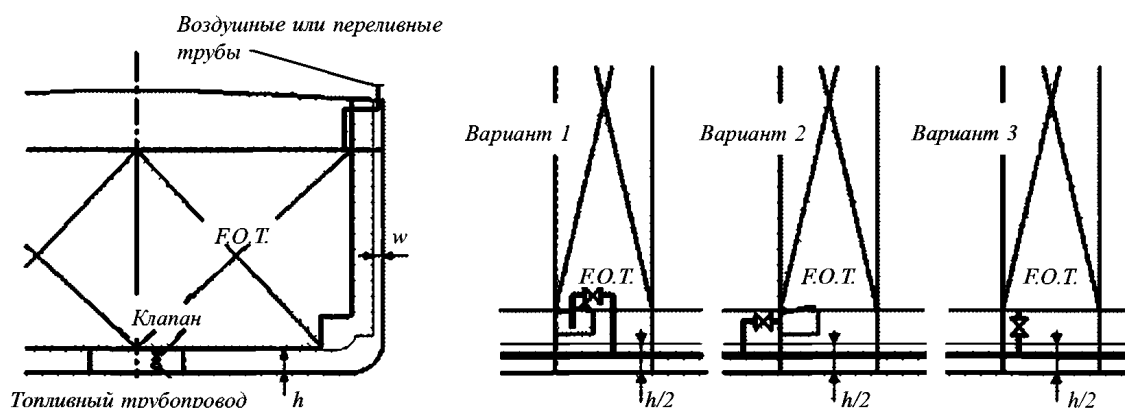 Воздушные или переливные
трубы
Вариант 1
Вариант 2
Вариант 3
F.O.T.
w
F.O.T.
F.O.T.
F.O.T.
Клапан
Топливный трубопровод
h
h/2
h/2
h/2